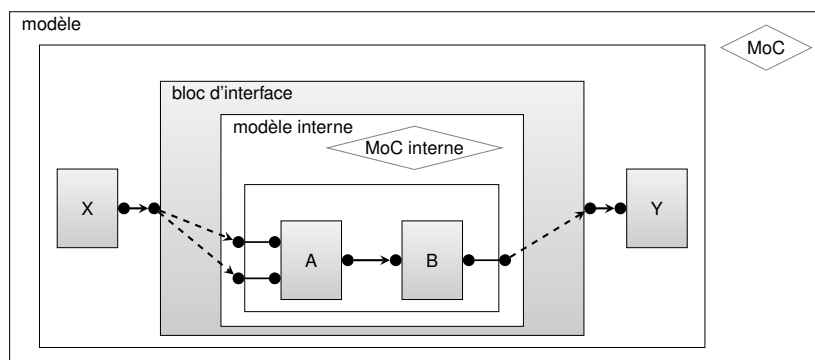 modèle
MoC
bloc d'interface
modèle interne
MoC interne
X
A
B
Y